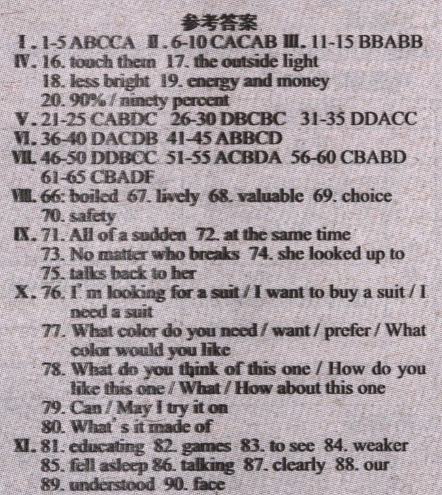 参考答案
Ⅰ. 1-5 ABCCA Ⅱ. 6-10 CACAB Ⅲ. 11-15 BBABB
Ⅳ. 16. touch them 17. the outside light
18. less bright 19. energy and money
20. 90% / ninety percent
Ⅴ. 21-25 CABDC 26-30 DBCBC 31-35 DDACC
Ⅵ. 36-40 DACDB 41-45 ABBCD
Ⅶ. 46-50 DDBCC 51-55 ACBDA 56-60 CBABD
61-65 CBADF
Ⅷ. 66: boiled 67. lively 68. valuable 69. choice
70. safety
Ⅸ. 71. All of a sudden 72. at the same time
73. No matter who breaks 74. she looked up to
75. talks back to her
Ⅹ. 76. I'm looking for a suit / I want to buy a suit / I
need a suit
77. What color do you need / want / prefer / What
color would you like
78. What do you think of this one / How do you
like this one / What / How about this one
79. Can / May I try it on
80. What's it made of
Ⅺ. 81. educating 82. games 83. to see 84. weaker
85. fell asleep 86. talking 87. clearly 88. our
89. understood 90. face